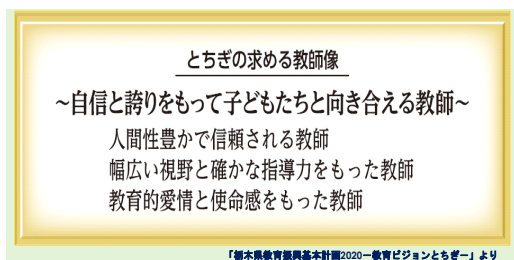 とちぎの求める教師像
～自信と誇りをもって子どもたちと向き合える教師～
人間性豊かで信頼される教師
幅広い視野と確かな指導力をもった教師
教育的愛情と使命感をもった教師
「栃木県教育振興基本計画2020－教育ビジョンとちぎ－」より